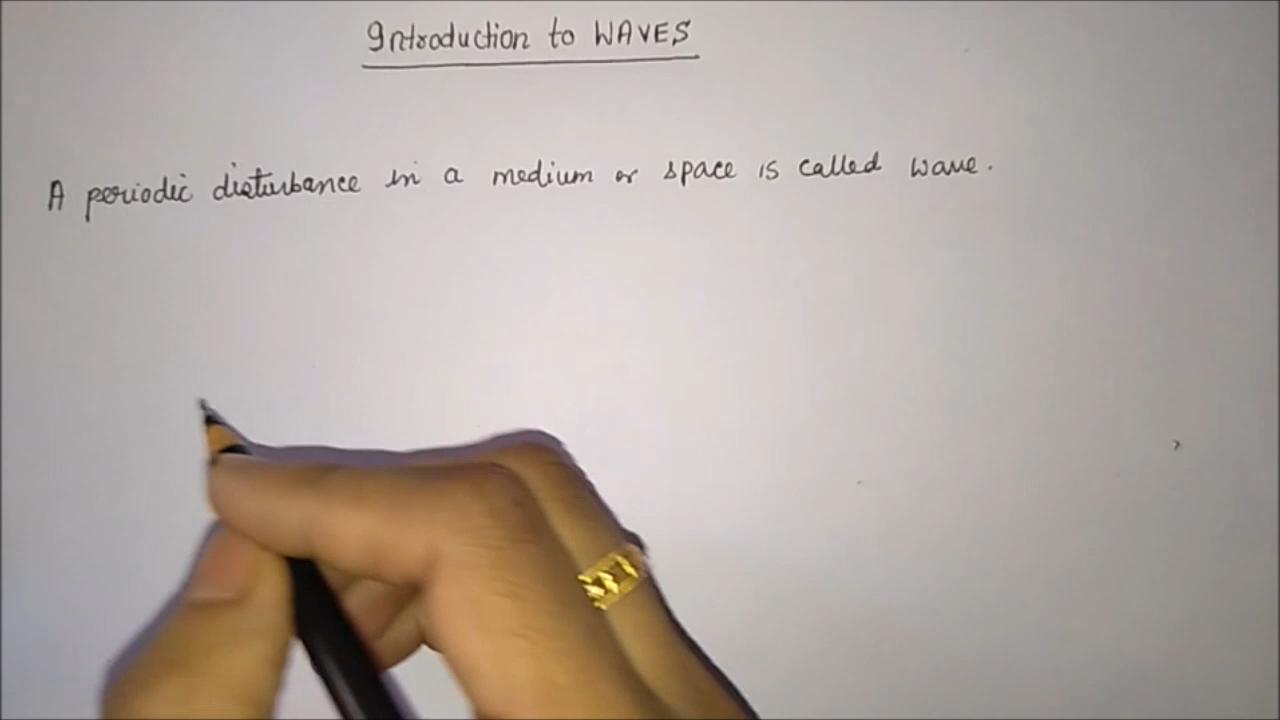 Introduction to WAVES
A periodic disturbance in a medium or space is called wave.